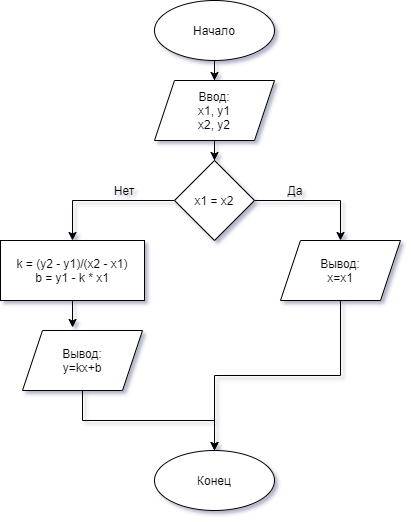 Начало
Ввод:
x1, y1
x2, y2
x1 = x2
Нет
Да
k = (y2 - y1)/(x2 - x1)
b = y1 - k * x1
Вывод:
x=x1
Вывод:
y=kx+b
Конец